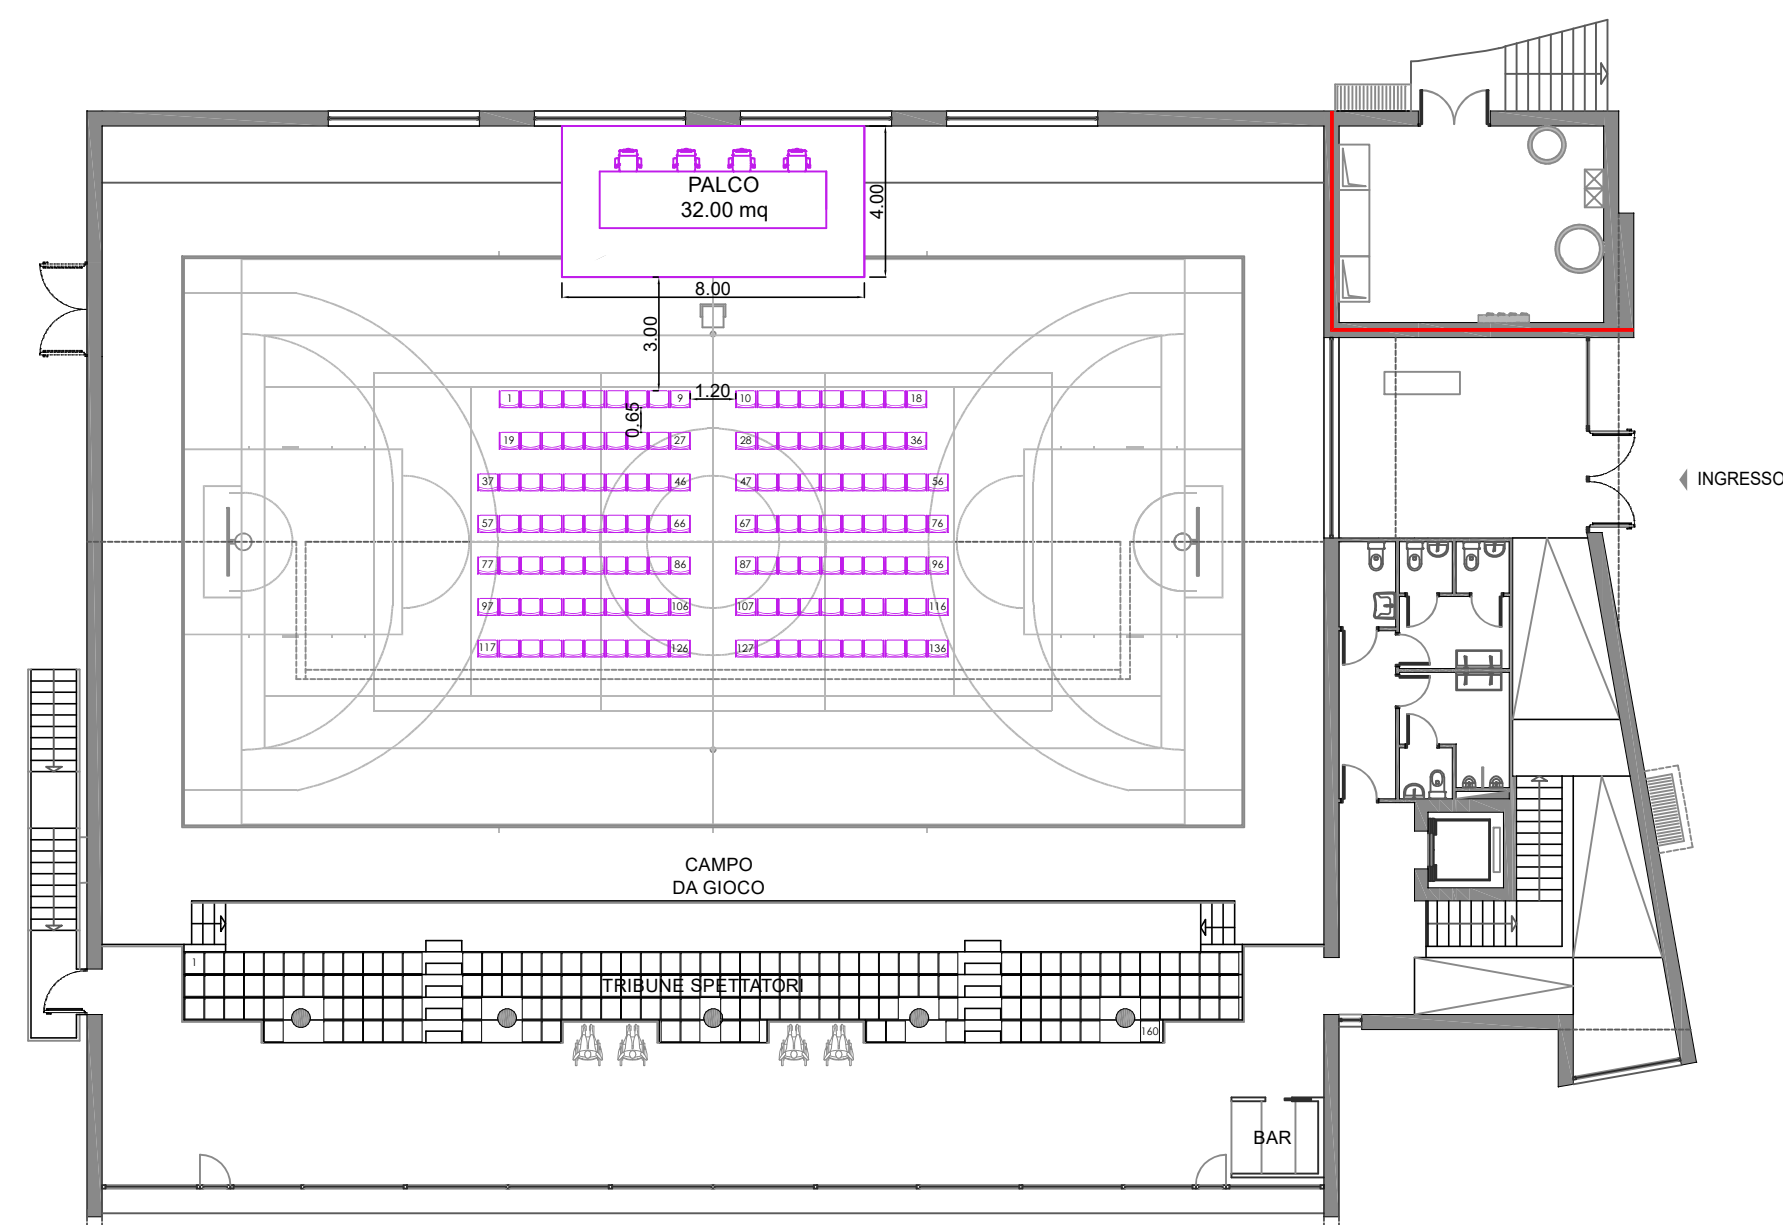 PALCO
32.00 mq
4.00
8.00
3.00
1.20
0.65
1 9 10 18
19 27 28 36
37 46 47 56
57 66 67 76
77 86 87 96
97 106 107 116
117 126 127 136
INGRESSO
CAMPO
DA GIOCO
1
TRIBUNE SPETTATORI
160
BAR